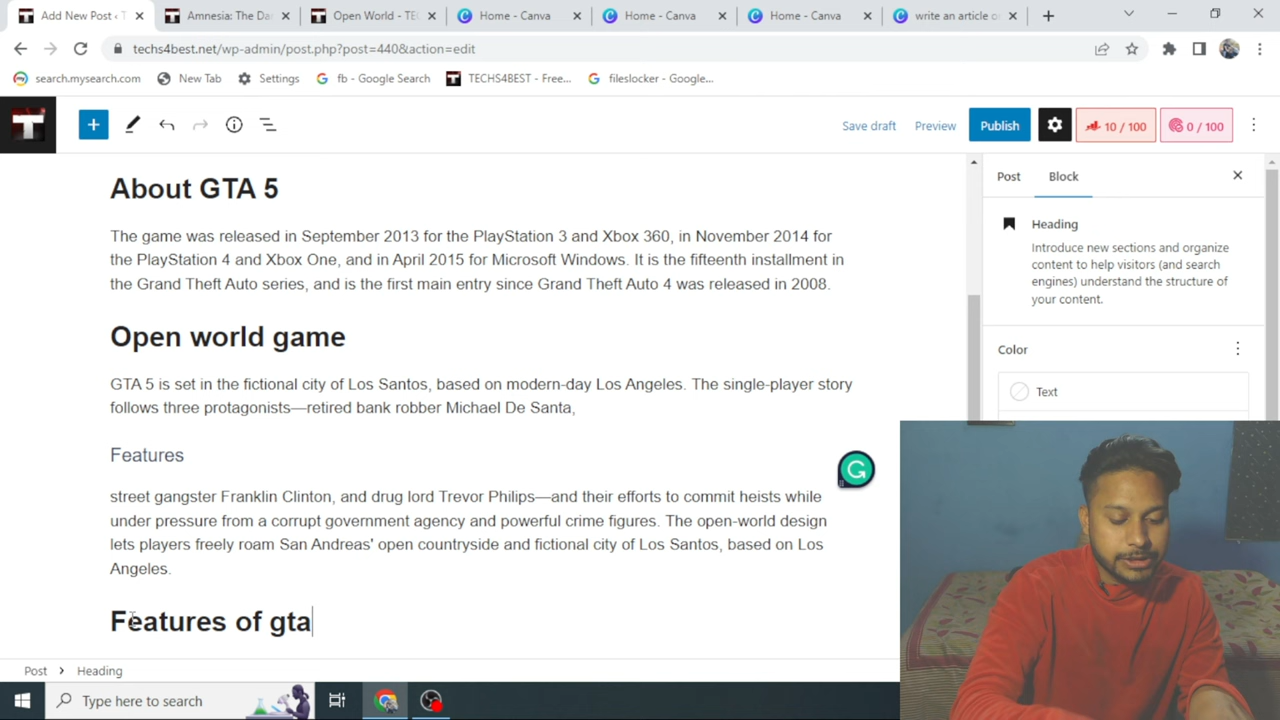 Add New Post ‹ T
Amnesia: The Da
Open World - TE
Home - Canva
Home - Canva
Home - Canva
write an article o
techs4best.net/wp-admin/post.php?post=440&action=edit
search.mysearch.com
New Tab
Settings
fb - Google Search
TECHS4BEST - Free...
fileslocker - Google...
Save draft
Preview
Publish
10 / 100
0 / 100
About GTA 5
The game was released in September 2013 for the PlayStation 3 and Xbox 360, in November 2014 for
the PlayStation 4 and Xbox One, and in April 2015 for Microsoft Windows. It is the fifteenth installment in
the Grand Theft Auto series, and is the first main entry since Grand Theft Auto 4 was released in 2008.
Open world game
GTA 5 is set in the fictional city of Los Santos, based on modern-day Los Angeles. The single-player story
follows three protagonists—retired bank robber Michael De Santa,
Features
street gangster Franklin Clinton, and drug lord Trevor Philips—and their efforts to commit heists while
under pressure from a corrupt government agency and powerful crime figures. The open-world design
lets players freely roam San Andreas' open countryside and fictional city of Los Santos, based on Los
Angeles.
Features of gta
Post
Block
Heading
Introduce new sections and organize
content to help visitors (and search
engines) understand the structure of
your content.
Color
Text
Post > Heading
Type here to search